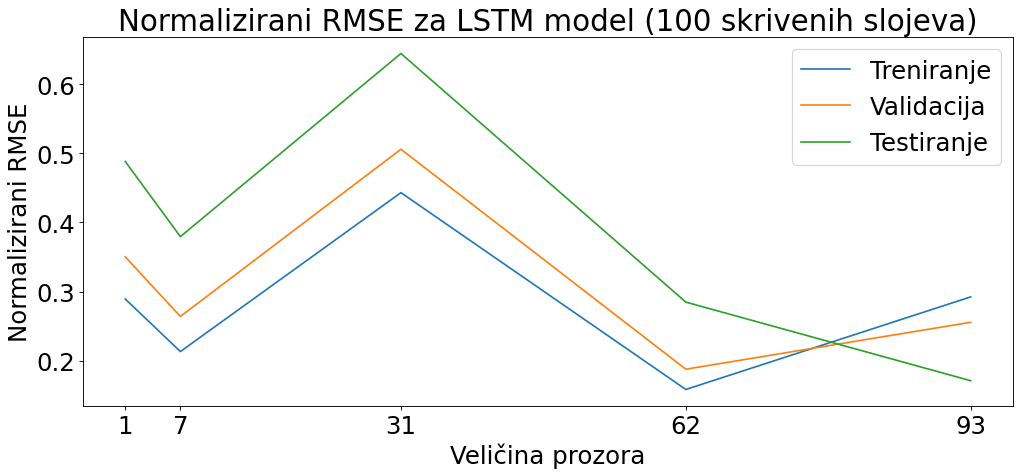 Normalizirani RMSE za LSTM model (100 skrivenih slojeva)
Normalizirani RMSE
0.6
0.5
0.4
0.3
0.2
Treniranje
Validacija
Testiranje
1 7 31 62 93
Veličina prozora